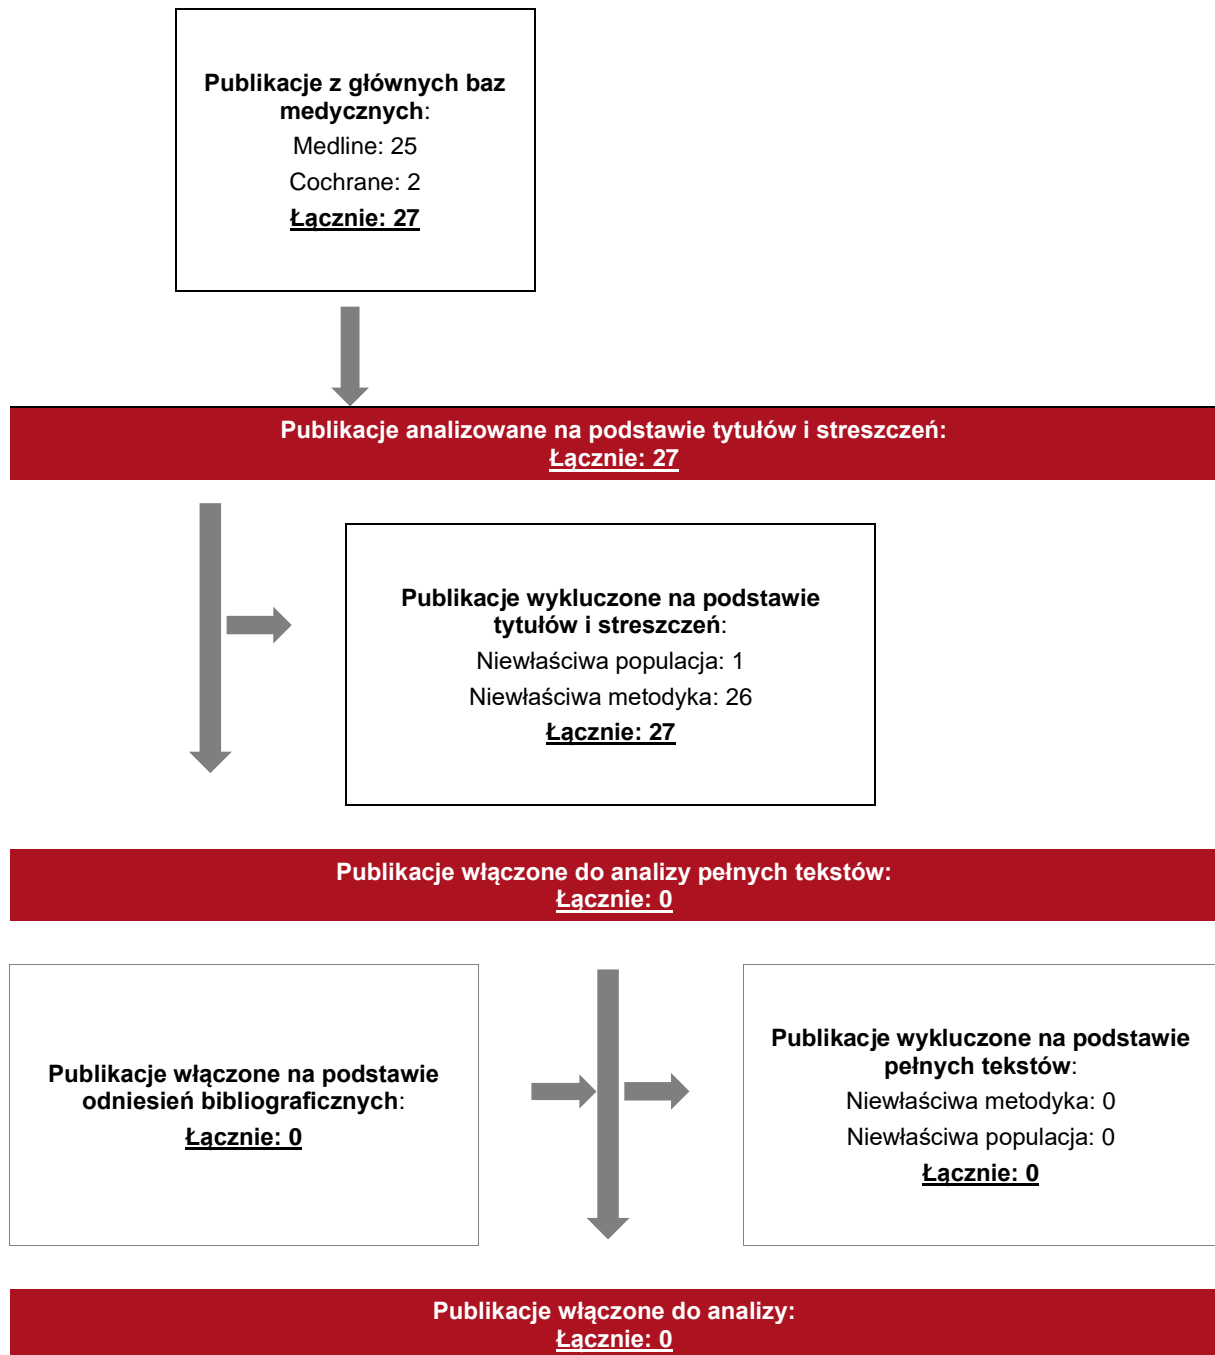 Publikacje z głównych baz
medycznych:
Medline: 25
Cochrane: 2
Łącznie: 27
Publikacje analizowane na podstawie tytułów i streszczeń:
Łącznie: 27
Publikacje wykluczone na podstawie
tytułów i streszczeń:
Niewłaściwa populacja: 1
Niewłaściwa metodyka: 26
Łącznie: 27
Publikacje włączone do analizy pełnych tekstów:
Łącznie: 0
Publikacje włączone na podstawie
odniesień bibliograficznych:
Łącznie: 0
Publikacje wykluczone na podstawie
pełnych tekstów:
Niewłaściwa metodyka: 0
Niewłaściwa populacja: 0
Łącznie: 0
Publikacje włączone do analizy:
Łącznie: 0